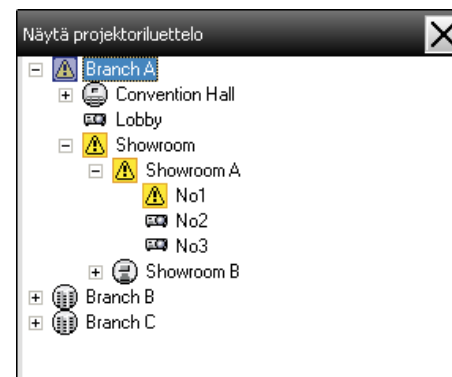 Näytä projektoriluettelo
Branch A
Convention Hall
Lobby
Showroom
Showroom A
No1
No2
No3
Showroom B
Branch B
Branch C